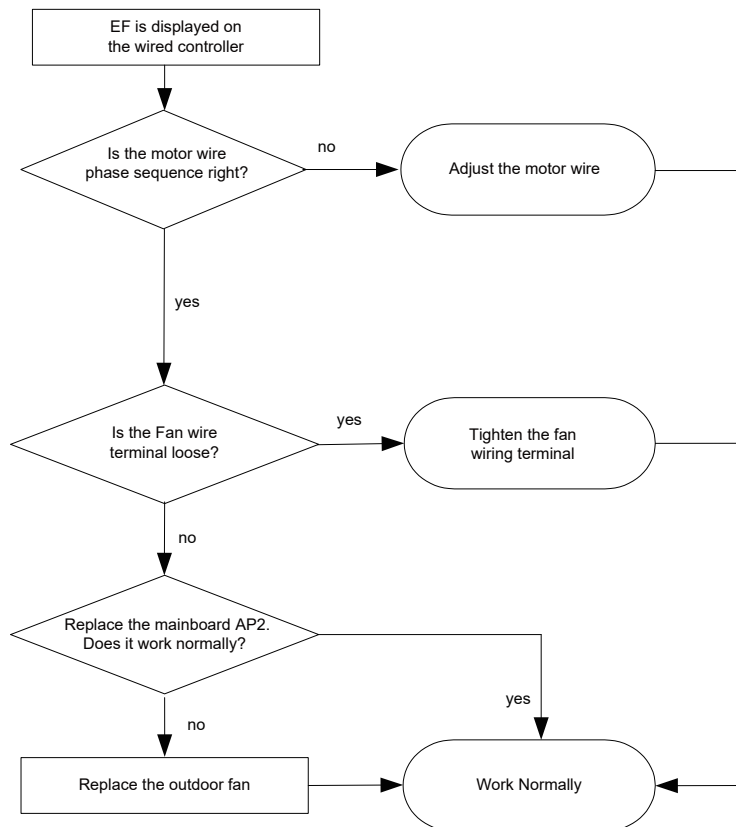 EF is displayed on
the wired controller
Is the motor wire
phase sequence right?
no
Adjust the motor wire
yes
Is the Fan wire
terminal loose?
yes
Tighten the fan
wiring terminal
no
Replace the mainboard AP2.
Does it work normally?
yes
no
Replace the outdoor fan
Work Normally